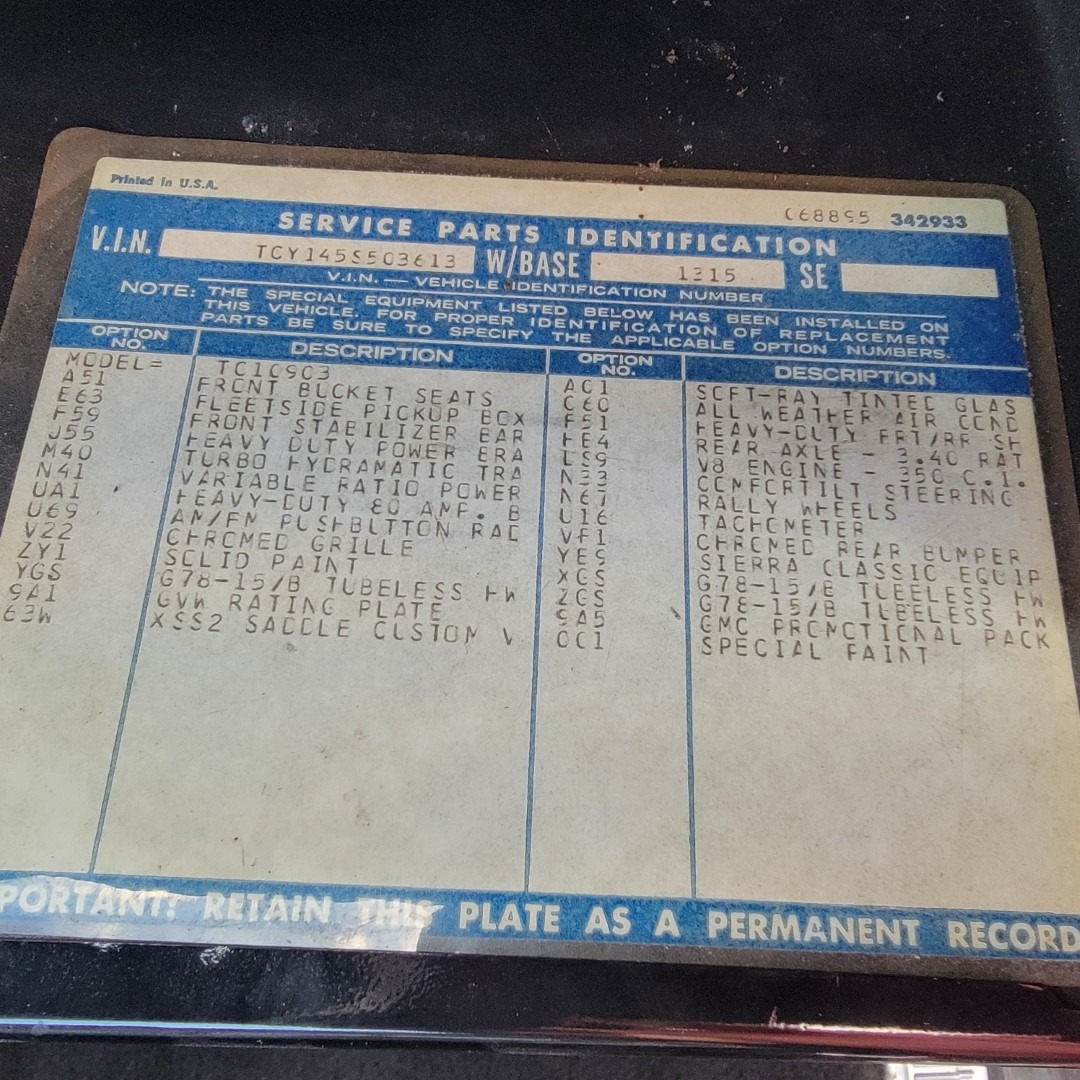 Printed in U.S.A.
C68895 342933
SERVICE PARTS IDENTIFICATION
V.I.N. TCY145S503613 W/BASE 1315 SE
V.I.N. — VEHICLE IDENTIFICATION NUMBER
NOTE: THE SPECIAL EQUIPMENT LISTED BELOW HAS BEEN INSTALLED ON
THIS VEHICLE. FOR PROPER IDENTIFICATION OF REPLACEMENT
PARTS BE SURE TO SPECIFY THE APPLICABLE OPTION NUMBERS.
OPTION NO. DESCRIPTION OPTION NO. DESCRIPTION
MODEL= TC10903
A51 FRONT BUCKET SEATS A01 SOFT-RAY TINTED GLAS
E63 FLEETSIDE PICKUP BOX C60 ALL WEATHER AIR COND
F59 FRONT STABILIZER BAR F51 HEAVY-DUTY FRT/RR SH
J55 HEAVY DUTY POWER BRA HE4 REAR AXLE - 3.40 RAT
M40 TURBO HYDRAMATIC TRA LS9 V8 ENGINE - 350 C.I.
N41 VARIABLE RATIO POWER N33 COMFORTILT STEERING
UA1 HEAVY-DUTY 80 AMP. B N67 RALLY WHEELS
U69 AM/FM PUSHBUTTON RAD U16 TACHOMETER
V22 CHROMED GRILLE VF1 CHROMED REAR BUMPER
ZY1 SOLID PAINT YE9 SIERRA CLASSIC EQUIP
YGS G78-15/B TUBELESS HW XGS G78-15/B TUBELESS HW
9A1 GVW RATING PLATE ZGS G78-15/B TUBELESS HW
63W XSS2 SADDLE CUSTOM V 9A5 GMC PROMOTIONAL PACK
001 SPECIAL PAINT
PORTANT: RETAIN THIS PLATE AS A PERMANENT RECORD